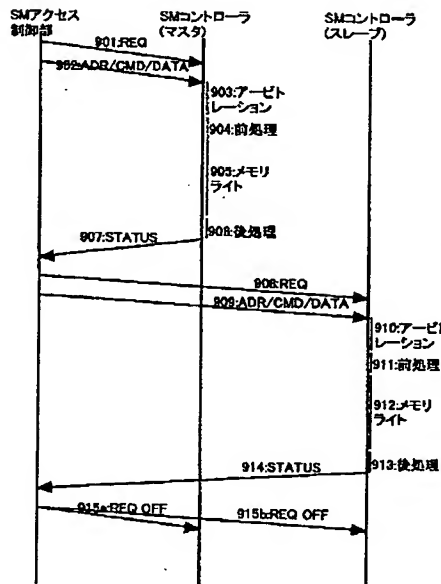 SMアクセス
制御部
SMコントローラ
(マスタ)
SMコントローラ
(スレーブ)
901:REQ
902:ADR/CMD/DATA
903:アービト
レーション
904:前処理
905:メモリ
ライト
906:後処理
907:STATUS
908:REQ
909:ADR/CMD/DATA
910:アービト
レーション
911:前処理
912:メモリ
ライト
913:後処理
914:STATUS
915a:REQ OFF
915b:REQ OFF